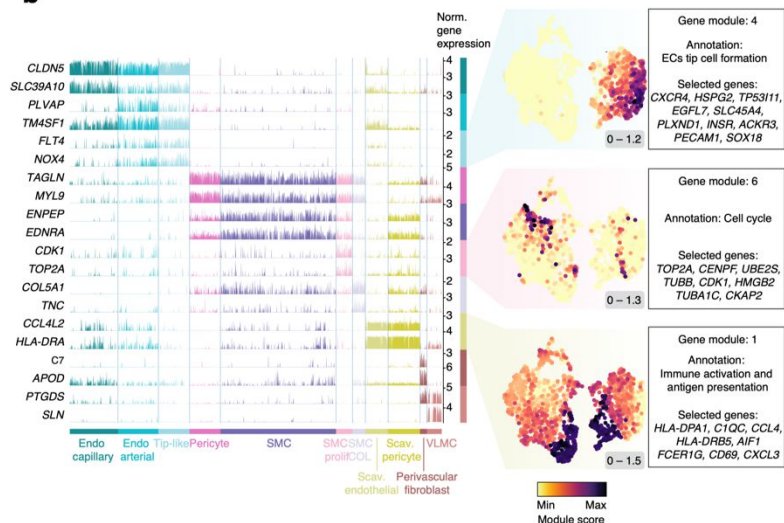 Norm.
gene
expression
CLDN5
SLC39A10
PLVAP
TM4SF1
FLT4
NOX4
TAGLN
MYL9
ENPEP
EDNRA
CDK1
TOP2A
COL5A1
TNC
CCL4L2
HLA-DRA
C7
APOD
PTGDS
SLN
4
3
3
3
2
2
5
4
3
3
2
2
3
3
4
3
6
5
4
Endo capillary
Endo arterial
Tip-like
Pericyte
SMC
SMC prolif.
SMC COL
Scav. endothelial
Scav. pericyte
Perivascular fibroblast
VLMC
0 – 1.2
Gene module: 4
Annotation:
ECs tip cell formation
Selected genes:
CXCR4, HSPG2, TP53I11,
EGFL7, SLC45A4,
PLXND1, INSR, ACKR3,
PECAM1, SOX18
0 – 1.3
Gene module: 6
Annotation: Cell cycle
Selected genes:
TOP2A, CENPF, UBE2S,
TUBB, CDK1, HMGB2
TUBA1C, CKAP2
0 – 1.5
Gene module: 1
Annotation:
Immune activation and
antigen presentation
Selected genes:
HLA-DPA1, C1QC, CCL4,
HLA-DRB5, AIF1
FCER1G, CD69, CXCL3
Min Max
Module score